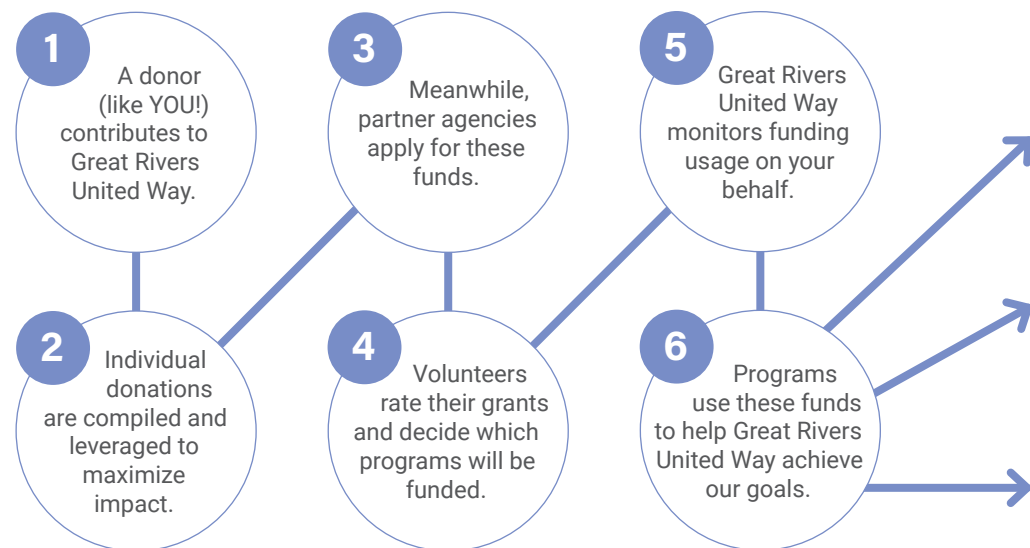 1
A donor
(like YOU!)
contributes to
Great Rivers
United Way.
2
Individual
donations
are compiled and
leveraged to
maximize
impact.
3
Meanwhile,
partner agencies
apply for these
funds.
4
Volunteers
rate their grants
and decide which
programs will be
funded.
5
Great Rivers
United Way
monitors funding
usage on your
behalf.
6
Programs
use these funds
to help Great Rivers
United Way achieve
our goals.